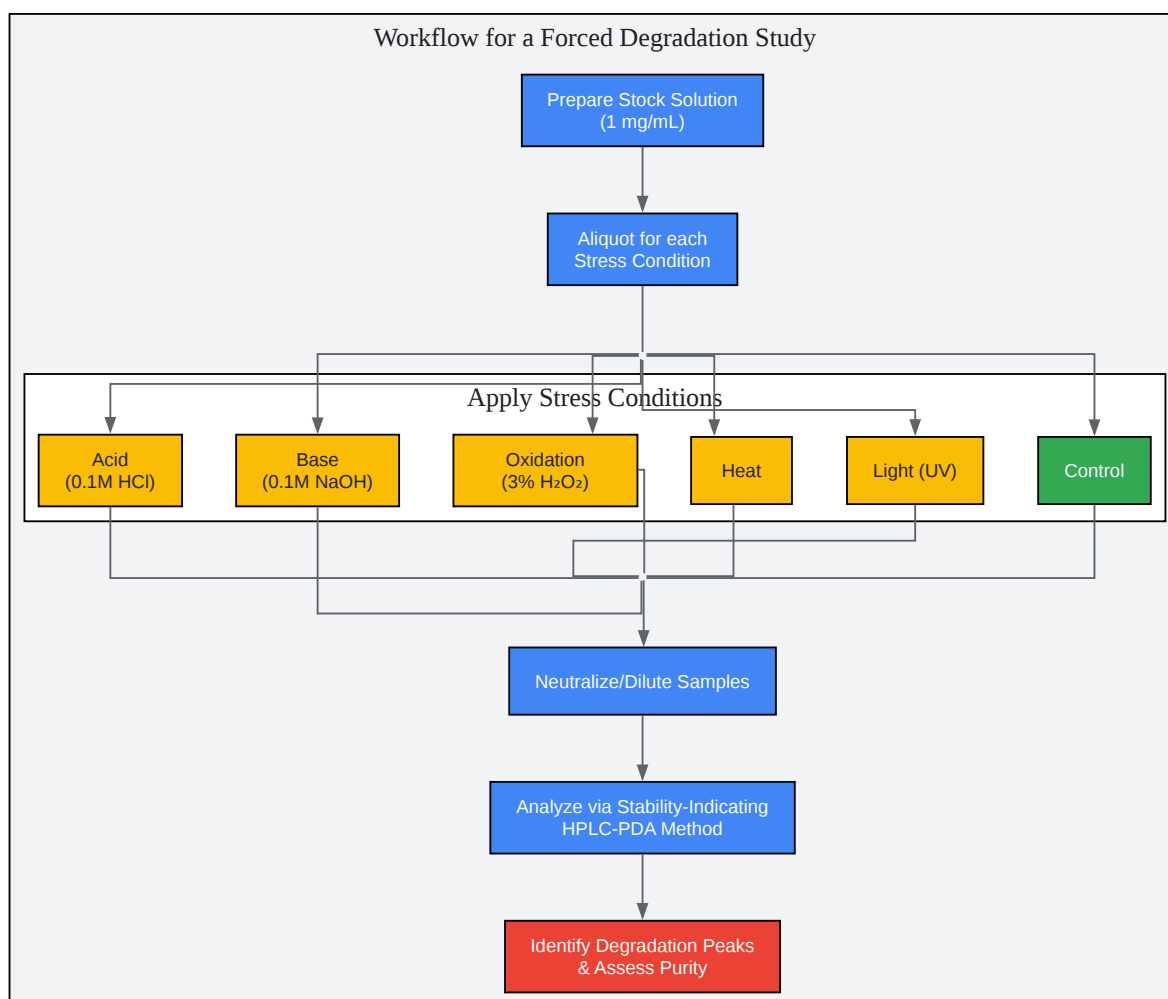 Workflow for a Forced Degradation Study
Prepare Stock Solution
(1 mg/mL)
Aliquot for each
Stress Condition
Apply Stress Conditions
Acid
(0.1M HCl)
Base
(0.1M NaOH)
Oxidation
(3% H₂O₂)
Heat
Light (UV)
Control
Neutralize/Dilute Samples
Analyze via Stability-Indicating
HPLC-PDA Method
Identify Degradation Peaks
& Assess Purity